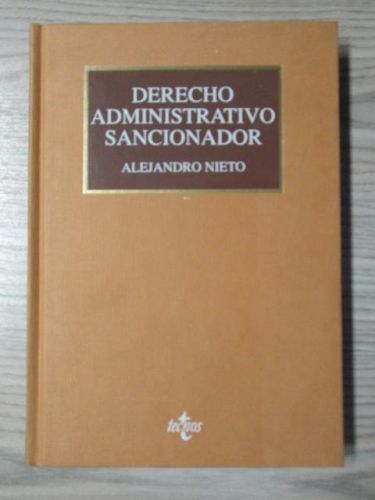 DERECHO
ADMINISTRATIVO
SANCIONADOR
ALEJANDRO NIETO
tecnos